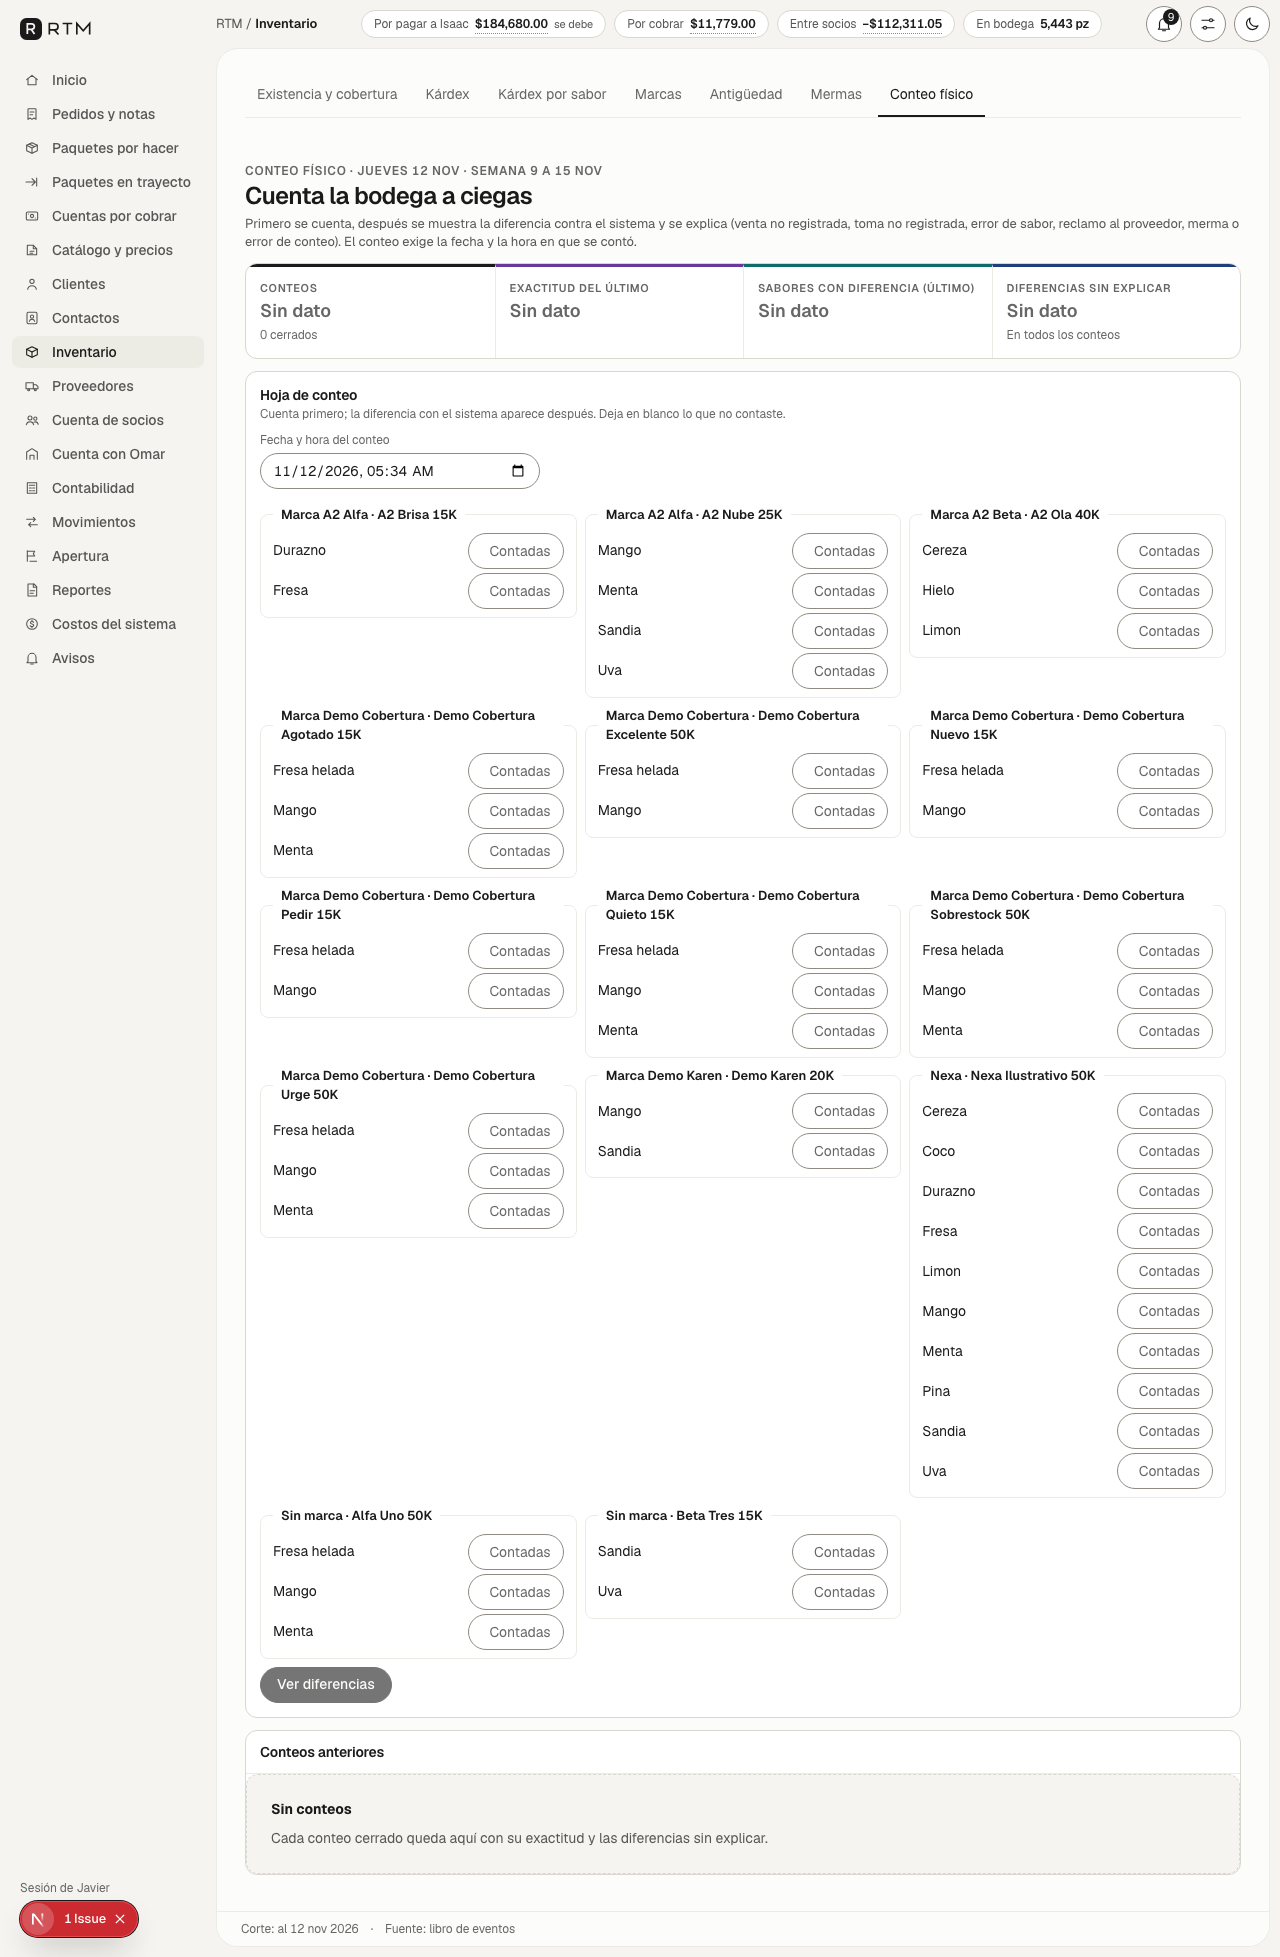 R RTM
RTM / Inventario
Por pagar a Isaac $184,680.00 se debe
Por cobrar $11,779.00
Entre socios −$112,311.05
En bodega 5,443 pz
9
Inicio
Pedidos y notas
Paquetes por hacer
Paquetes en trayecto
Cuentas por cobrar
Catálogo y precios
Clientes
Contactos
Inventario
Proveedores
Cuenta de socios
Cuenta con Omar
Contabilidad
Movimientos
Apertura
Reportes
Costos del sistema
Avisos
Existencia y cobertura
Kárdex
Kárdex por sabor
Marcas
Antigüedad
Mermas
Conteo físico
CONTEO FÍSICO · JUEVES 12 NOV · SEMANA 9 A 15 NOV
Cuenta la bodega a ciegas
Primero se cuenta, después se muestra la diferencia contra el sistema y se explica (venta no registrada, toma no registrada, error de sabor, reclamo al proveedor, merma o
error de conteo). El conteo exige la fecha y la hora en que se contó.
CONTEOS
Sin dato
0 cerrados
EXACTITUD DEL ÚLTIMO
Sin dato
SABORES CON DIFERENCIA (ÚLTIMO)
Sin dato
DIFERENCIAS SIN EXPLICAR
Sin dato
En todos los conteos
Hoja de conteo
Cuenta primero; la diferencia con el sistema aparece después. Deja en blanco lo que no contaste.
Fecha y hora del conteo
11/12/2026, 05:34 AM
Marca A2 Alfa · A2 Brisa 15K
Durazno Contadas
Fresa Contadas
Marca A2 Alfa · A2 Nube 25K
Mango Contadas
Menta Contadas
Sandia Contadas
Uva Contadas
Marca A2 Beta · A2 Ola 40K
Cereza Contadas
Hielo Contadas
Limon Contadas
Marca Demo Cobertura · Demo Cobertura
Agotado 15K
Fresa helada Contadas
Mango Contadas
Menta Contadas
Marca Demo Cobertura · Demo Cobertura
Excelente 50K
Fresa helada Contadas
Mango Contadas
Marca Demo Cobertura · Demo Cobertura
Nuevo 15K
Fresa helada Contadas
Mango Contadas
Marca Demo Cobertura · Demo Cobertura
Pedir 15K
Fresa helada Contadas
Mango Contadas
Marca Demo Cobertura · Demo Cobertura
Quieto 15K
Fresa helada Contadas
Mango Contadas
Menta Contadas
Marca Demo Cobertura · Demo Cobertura
Sobrestock 50K
Fresa helada Contadas
Mango Contadas
Menta Contadas
Marca Demo Cobertura · Demo Cobertura
Urge 50K
Fresa helada Contadas
Mango Contadas
Menta Contadas
Marca Demo Karen · Demo Karen 20K
Mango Contadas
Sandia Contadas
Nexa · Nexa Ilustrativo 50K
Cereza Contadas
Coco Contadas
Durazno Contadas
Fresa Contadas
Limon Contadas
Mango Contadas
Menta Contadas
Pina Contadas
Sandia Contadas
Uva Contadas
Sin marca · Alfa Uno 50K
Fresa helada Contadas
Mango Contadas
Menta Contadas
Sin marca · Beta Tres 15K
Sandia Contadas
Uva Contadas
Ver diferencias
Conteos anteriores
Sin conteos
Cada conteo cerrado queda aquí con su exactitud y las diferencias sin explicar.
Sesión de Javier
N 1 Issue
Corte: al 12 nov 2026 · Fuente: libro de eventos